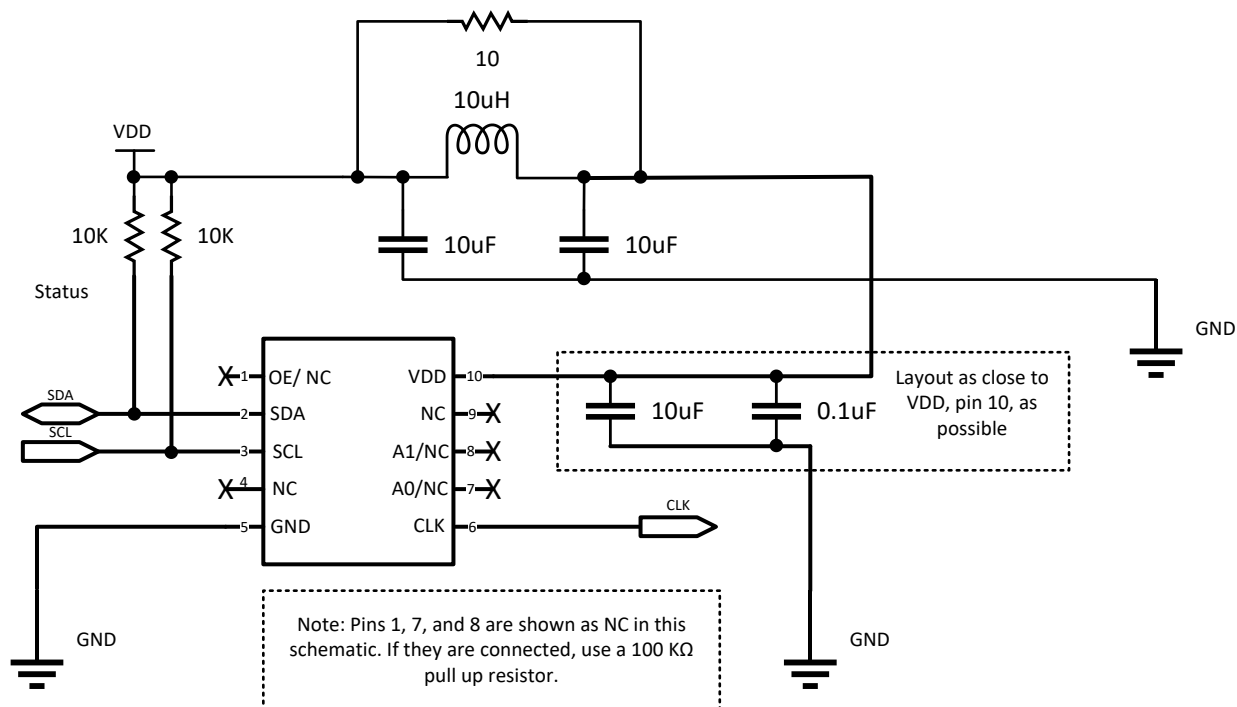 10
10uH
VDD
10K
10K
10uF
10uF
Status
GND
1
OE/ NC
VDD
10
Layout as close to
VDD, pin 10, as
possible
SDA
2
SDA
NC
9
10uF
0.1uF
SCL
3
SCL
A1/NC
8
4
NC
A0/NC
7
5
GND
CLK
6
CLK
Note: Pins 1, 7, and 8 are shown as NC in this
schematic. If they are connected, use a 100 KΩ
pull up resistor.
GND
GND